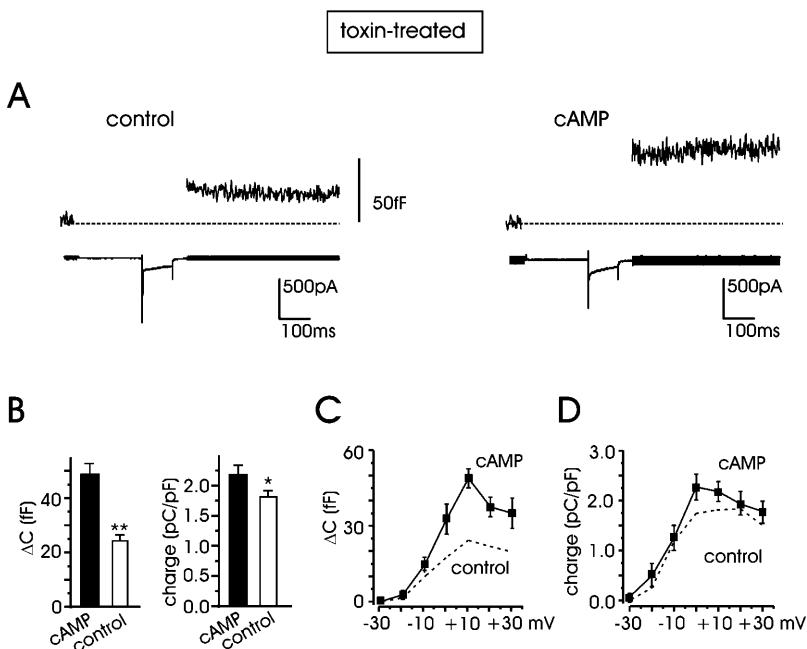 toxin-treated
A
control
cAMP
50fF
500pA
100ms
500pA
100ms
B
ΔC (fF)
40
20
0
**
cAMP
control
charge (pC/pF)
2.0
1.5
1.0
0.5
0.0
*
cAMP
control
C
ΔC (fF)
60
30
0
cAMP
control
-30 -10 +10 +30 mV
D
charge (pC/pF)
3.0
2.0
1.0
0.0
cAMP
control
-30 -10 +10 +30 mV